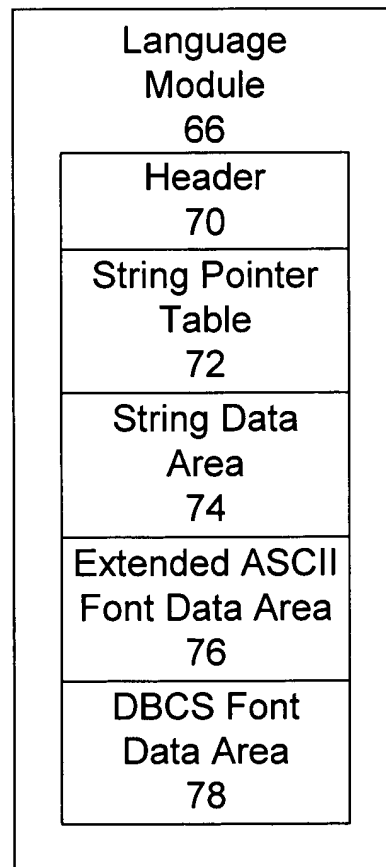 Language
Module
66
Header
70
String Pointer
Table
72
String Data
Area
74
Extended ASCII
Font Data Area
76
DBCS Font
Data Area
78